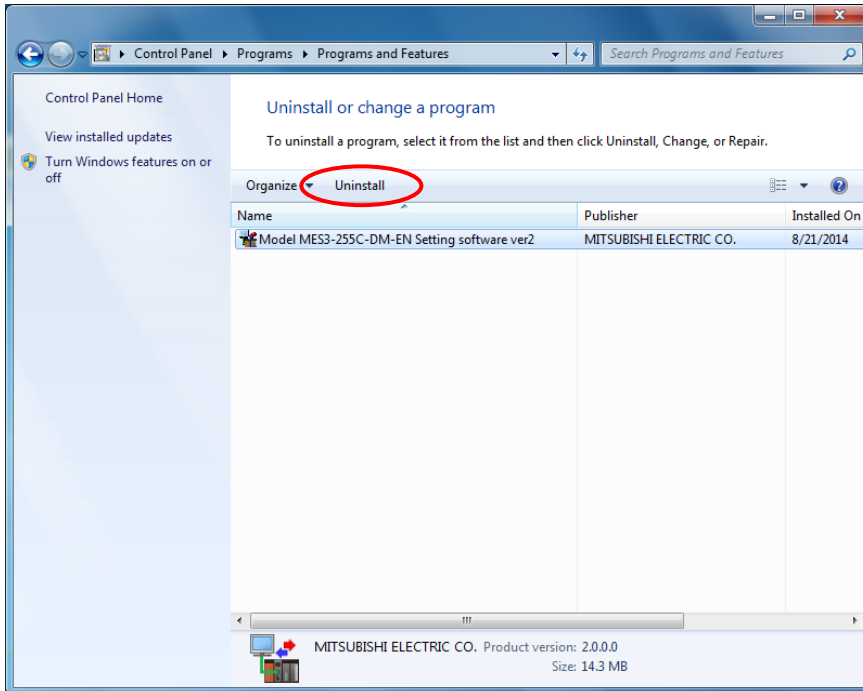 Control Panel Programs Programs and Features Search Programs and Features
Control Panel Home
View installed updates
Turn Windows features on or
off
Uninstall or change a program
To uninstall a program, select it from the list and then click Uninstall, Change, or Repair.
Organize Uninstall
Name Publisher Installed On
Model MES3-255C-DM-EN Setting software ver2 MITSUBISHI ELECTRIC CO. 8/21/2014
MITSUBISHI ELECTRIC CO. Product version: 2.0.0.0
Size: 14.3 MB